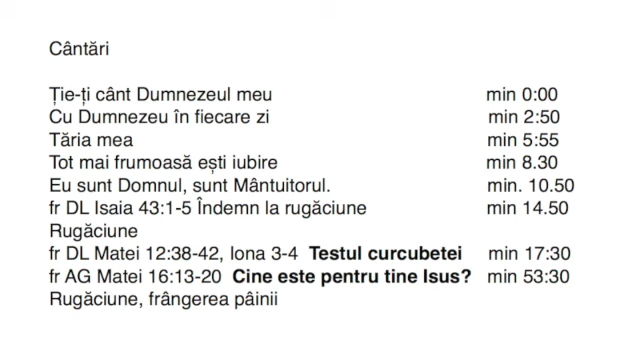 Cântări
Ție-ți cânt Dumnezeul meu min 0:00
Cu Dumnezeu în fiecare zi min 2:50
Tăria mea min 5:55
Tot mai frumoasă ești iubire min 8.30
Eu sunt Domnul, sunt Mântuitorul. min. 10.50
fr DL Isaia 43:1-5 Îndemn la rugăciune min 14.50
Rugăciune
fr DL Matei 12:38-42, Iona 3-4 Testul curcubetei min 17:30
fr AG Matei 16:13-20 Cine este pentru tine Isus? min 53:30
Rugăciune, frângerea pâinii